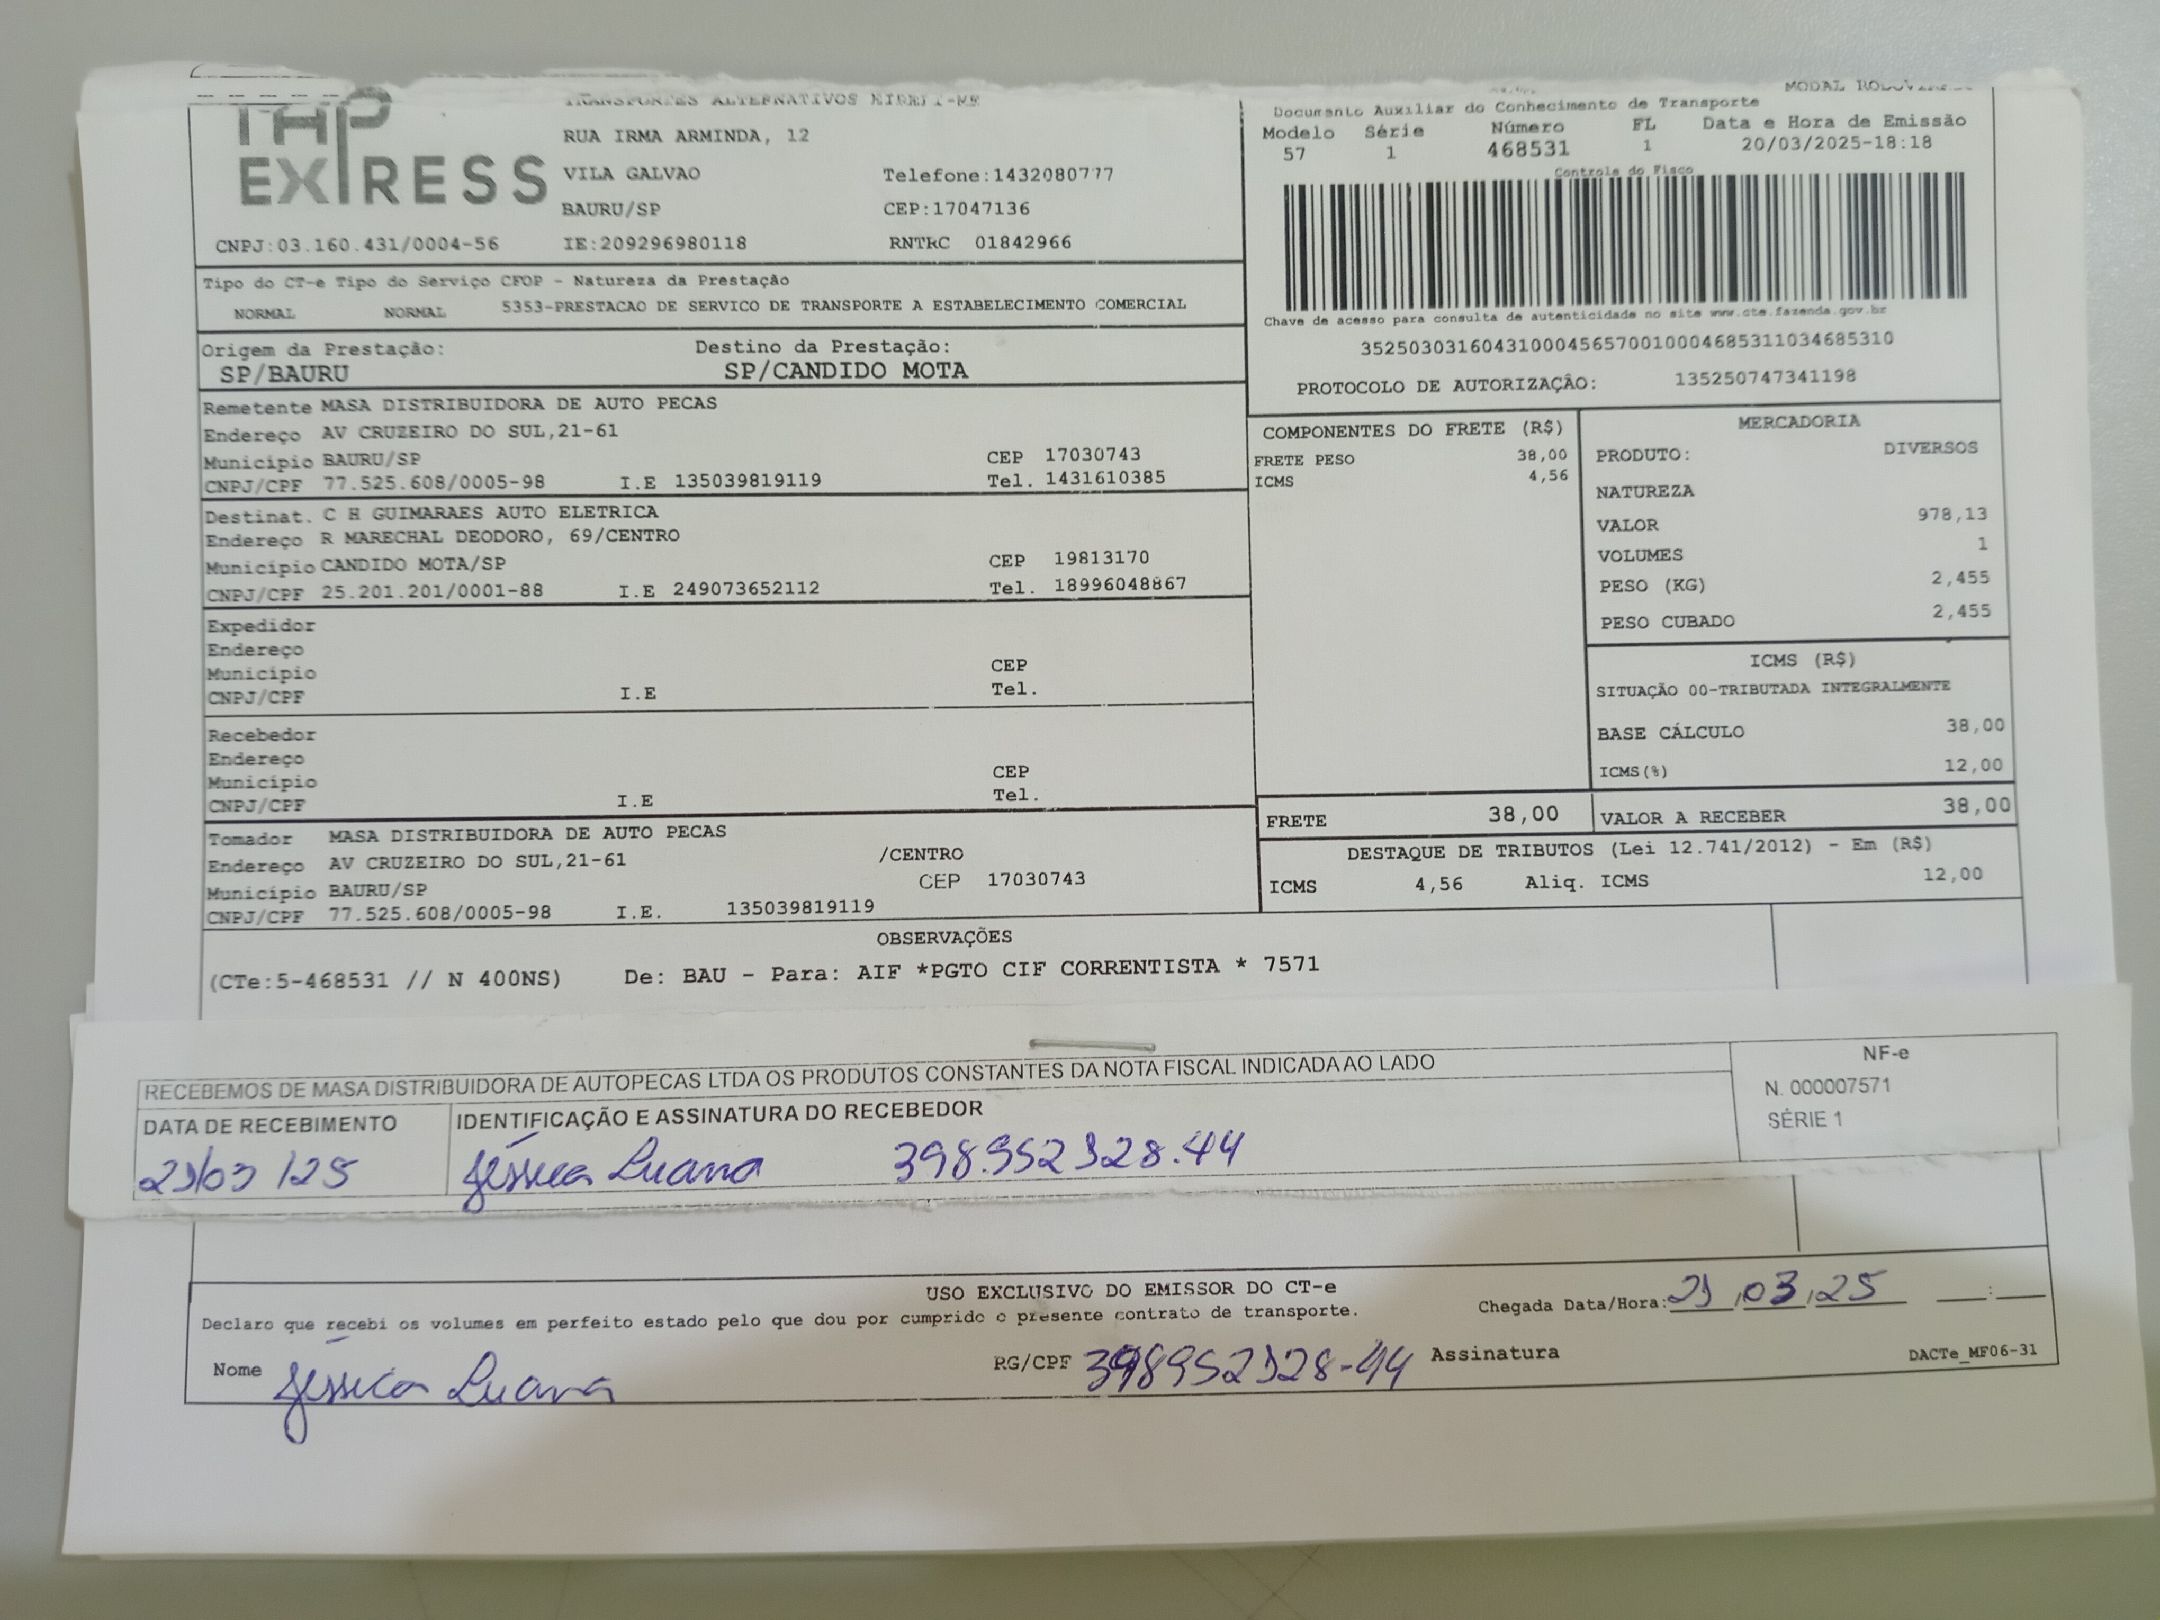 MODAL
TAP
EXPRESS
TRANSPORTES ALTERNATIVOS
RUA IRMA ARMINDA, 12
VILA GALVAO Telefone:1432080777
BAURU/SP CEP:17047136
CNPJ:03.160.431/0004-56 IE:209296980118 RNTRC 01842966
Documento Auxiliar do Conhecimento de Transporte
Modelo Série Número FL Data e Hora de Emissão
57 1 468531 1 20/03/2025-18:18
Controle do Fisco
Chave de acesso para consulta de autenticidade no site www.cte.fazenda.gov.br
35250303160431000456570010004685311034685310
PROTOCOLO DE AUTORIZAÇÂO: 135250747341198
Tipo do CT-e Tipo do Serviço CFOP - Natureza da Prestação
NORMAL NORMAL 5353-PRESTACAO DE SERVICO DE TRANSPORTE A ESTABELECIMENTO COMERCIAL
Origem da Prestação: Destino da Prestação:
SP/BAURU SP/CANDIDO MOTA
Remetente MASA DISTRIBUIDORA DE AUTO PECAS
Endereço AV CRUZEIRO DO SUL,21-61
Município BAURU/SP CEP 17030743
CNPJ/CPF 77.525.608/0005-98 I.E 135039819119 Tel. 1431610385
Destinat. C H GUIMARAES AUTO ELETRICA
Endereço R MARECHAL DEODORO, 69/CENTRO
Município CANDIDO MOTA/SP CEP 19813170
CNPJ/CPF 25.201.201/0001-88 I.E 249073652112 Tel. 18996048867
Expedidor
Endereço
Município CEP
CNPJ/CPF I.E Tel.
Recebedor
Endereço
Município CEP
CNPJ/CPF I.E Tel.
Tomador MASA DISTRIBUIDORA DE AUTO PECAS
Endereço AV CRUZEIRO DO SUL,21-61 /CENTRO
Município BAURU/SP CEP 17030743
CNPJ/CPF 77.525.608/0005-98 I.E. 135039819119
COMPONENTES DO FRETE (R$)
FRETE PESO 38,00
ICMS 4,56
MERCADORIA
PRODUTO: DIVERSOS
NATUREZA
VALOR 978,13
VOLUMES 1
PESO (KG) 2,455
PESO CUBADO 2,455
ICMS (R$)
SITUAÇÃO 00-TRIBUTADA INTEGRALMENTE
BASE CÁLCULO 38,00
ICMS(%) 12,00
FRETE 38,00 VALOR A RECEBER 38,00
DESTAQUE DE TRIBUTOS (Lei 12.741/2012) - Em (R$)
ICMS 4,56 Aliq. ICMS 12,00
OBSERVAÇÕES
(CTe:5-468531 // N 400NS) De: BAU - Para: AIF *PGTO CIF CORRENTISTA * 7571
RECEBEMOS DE MASA DISTRIBUIDORA DE AUTOPECAS LTDA OS PRODUTOS CONSTANTES DA NOTA FISCAL INDICADA AO LADO
DATA DE RECEBIMENTO IDENTIFICAÇÃO E ASSINATURA DO RECEBEDOR
21/03/25 Jéssica Luana 398.952128.44
NF-e
N. 000007571
SÉRIE 1
USO EXCLUSIVO DO EMISSOR DO CT-e
Declaro que recebi os volumes em perfeito estado pelo que dou por cumprido o presente contrato de transporte.
Chegada Data/Hora: 21,03,25 :
Nome Jéssica Luana RG/CPF 398952128-44 Assinatura DACTe_MF06-31